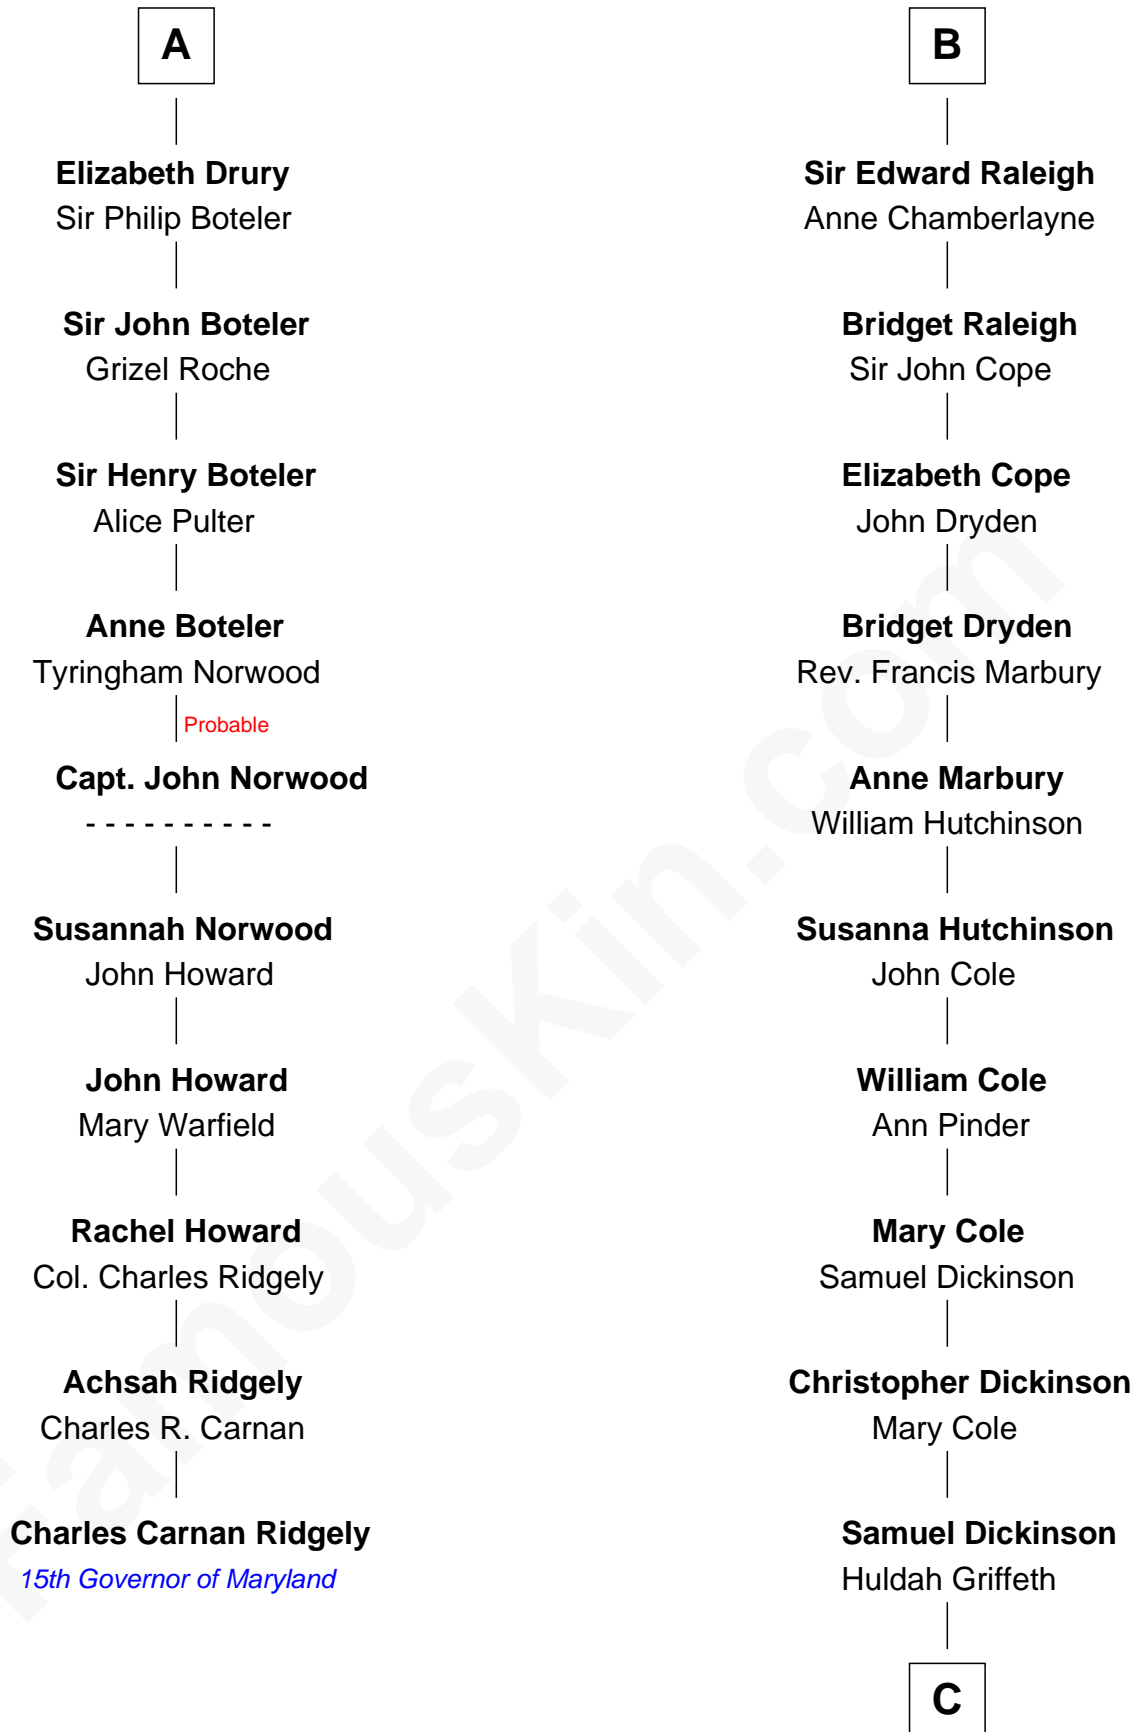 A
Elizabeth Drury
Sir Philip Boteler
Sir John Boteler
Grizel Roche
Sir Henry Boteler
Alice Pulter
Anne Boteler
Tyringham Norwood
Probable
Capt. John Norwood
- - - - - - - - - -
Susannah Norwood
John Howard
John Howard
Mary Warfield
Rachel Howard
Col. Charles Ridgely
Achsah Ridgely
Charles R. Carnan
Charles Carnan Ridgely
15th Governor of Maryland
B
Sir Edward Raleigh
Anne Chamberlayne
Bridget Raleigh
Sir John Cope
Elizabeth Cope
John Dryden
Bridget Dryden
Rev. Francis Marbury
Anne Marbury
William Hutchinson
Susanna Hutchinson
John Cole
William Cole
Ann Pinder
Mary Cole
Samuel Dickinson
Christopher Dickinson
Mary Cole
Samuel Dickinson
Huldah Griffeth
C
FamousKin.com